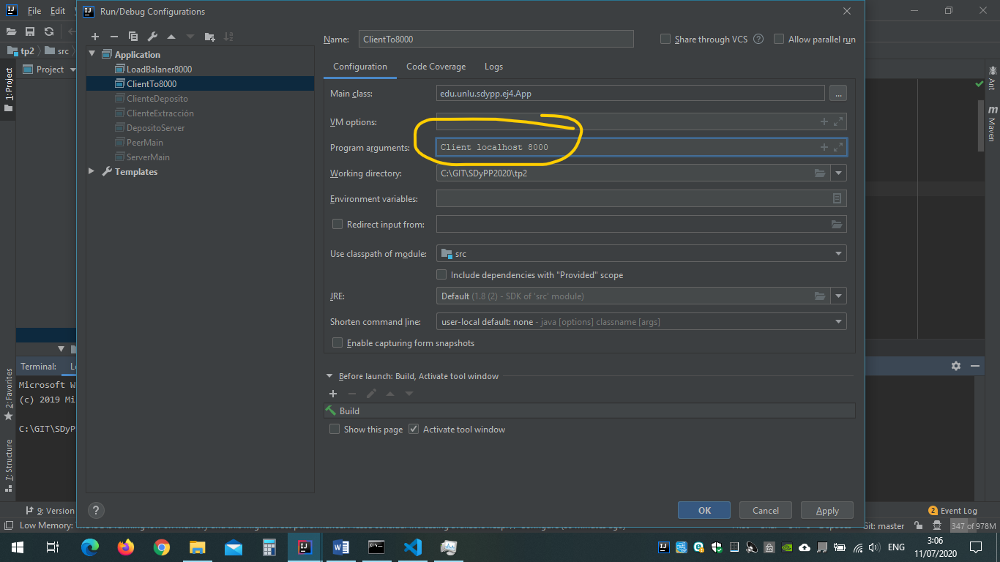 File Edit
Run/Debug Configurations
tp2 src
1: Project
Project
Application
LoadBalaner8000
ClientTo8000
ClienteDeposito
ClienteExtracción
DepositoServer
PeerMain
ServerMain
Templates
Name: ClientTo8000
Share through VCS ?
Allow parallel run
Configuration Code Coverage Logs
Main class: edu.unlu.sdypp.ej4.App ...
VM options:
Program arguments: Client localhost 8000
Working directory: C:\GIT\SDyPP2020\tp2
Environment variables:
Redirect input from:
Use classpath of module: src
Include dependencies with "Provided" scope
JRE: Default (1.8 (2) - SDK of 'src' module)
Shorten command line: user-local default: none - java [options] classname [args]
Enable capturing form snapshots
Before launch: Build, Activate tool window
Build
Show this page Activate tool window
? OK Cancel Apply
Ant
Maven
Terminal:
Microsoft W
(c) 2019 Mi
C:\GIT\SDyP
2: Favorites
7: Structure
9: Version
2 Event Log
Low Memory:
Git: master
347 of 978M
ENG
3:06
11/07/2020